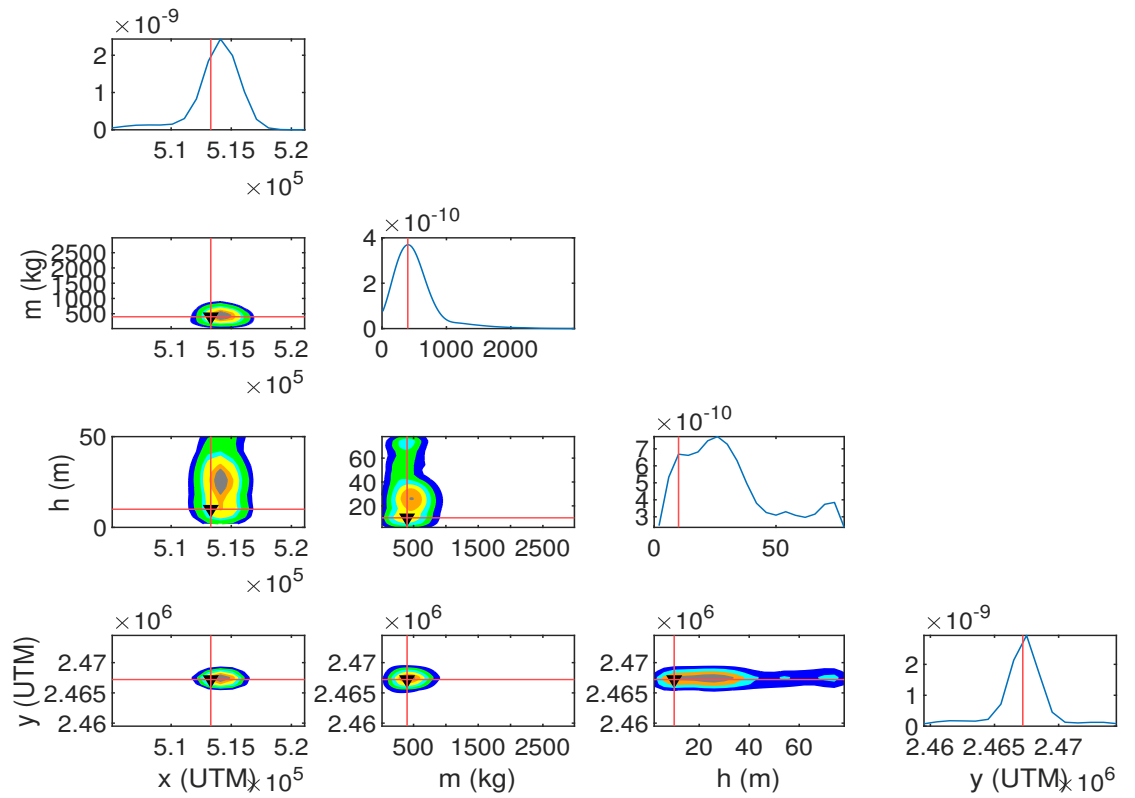 ×10-9
2
1
0
5.1 5.15 5.2
×105
m (kg)
2500
2000
1500
1000
500
5.1 5.15 5.2
×105
×10-10
4
2
0
0 1000 2000
h (m)
50
0
5.1 5.15 5.2
×105
60
40
20
500 1500 2500
×10-10
7
6
5
4
3
0 50
y (UTM)
×106
2.47
2.465
2.46
5.1 5.15 5.2
x (UTM) ×105
×106
2.47
2.465
2.46
500 1500 2500
m (kg)
×106
2.47
2.465
2.46
20 40 60
h (m)
×10-9
2
1
0
2.46 2.465 2.47
y (UTM) ×106